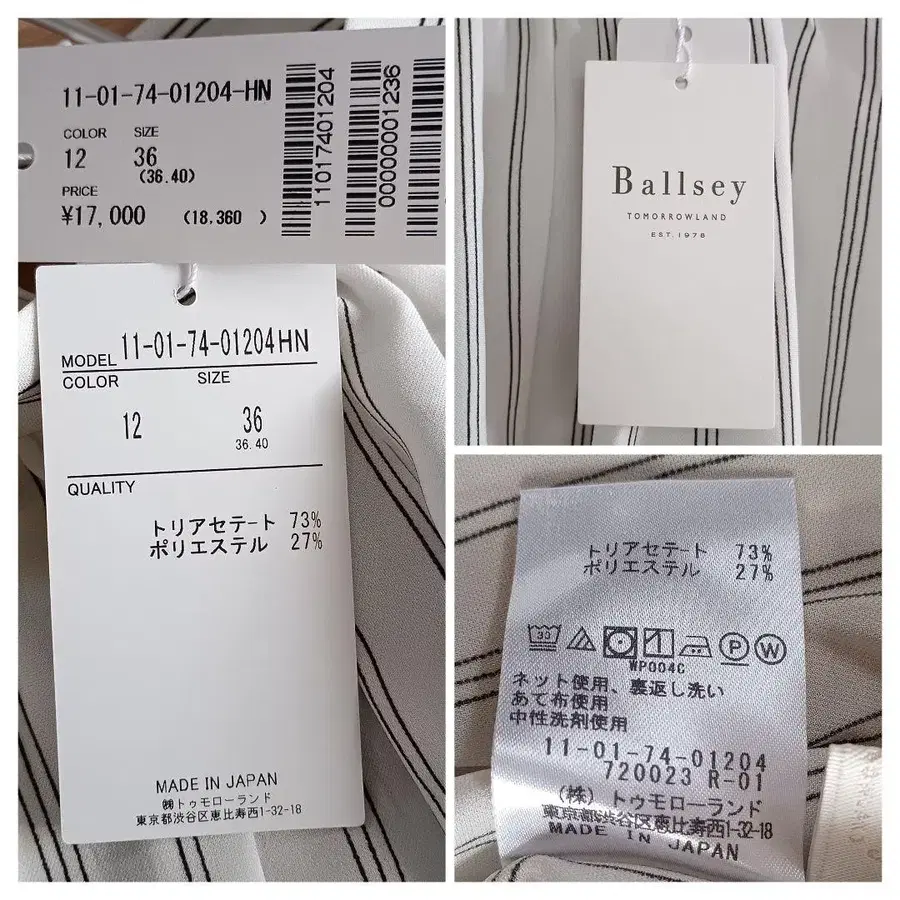 11-01-74-01204-HN
COLOR SIZE
12 36
(36.40)
PRICE
¥17,000 (18.360 )
11017401204
00000001236
MODEL 11-01-74-01204HN
COLOR SIZE
12 36
36.40
QUALITY
トリアセテート 73%
ポリエステル 27%
MADE IN JAPAN
㈱トゥモローランド
東京都渋谷区恵比寿西1-32-18
Ballsey
TOMORROWLAND
EST.1978
トリアセテート 73%
ポリエステル 27%
30
P W
WP004C
ネット使用、裏返し洗い
あて布使用
中性洗剤使用
11-01-74-01204
720023 R-01
(株) トゥモローランド
東京都渋谷区恵比寿西1-32-18
MADE IN JAPAN